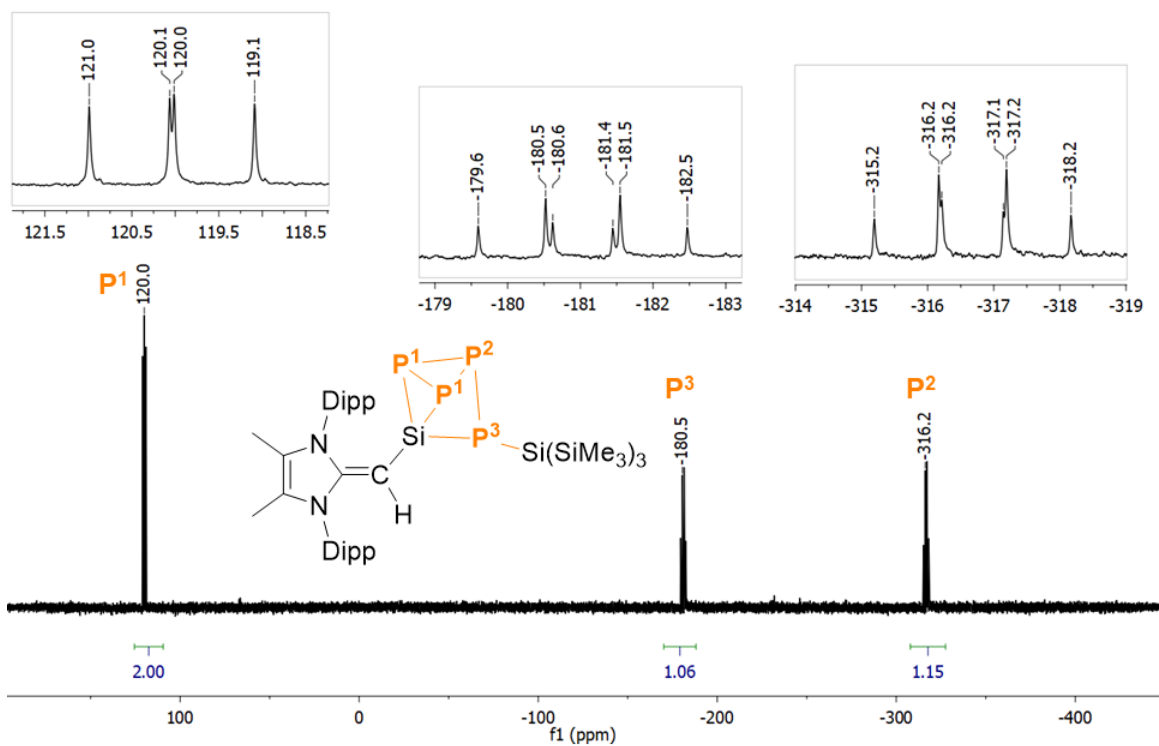 121.0
120.1
120.0
119.1
121.5 120.5 119.5 118.5
-179.6
-180.5
-180.6
-181.4
-181.5
-182.5
-179 -180 -181 -182 -183
-315.2
-316.2
-316.2
-317.1
-317.2
-318.2
-314 -315 -316 -317 -318 -319
P1
120.0
P3
-180.5
P2
-316.2
P1 P2
Dipp P1
Si P3
Si(SiMe3)3
N
C
N H
Dipp
2.00 1.06 1.15
100 0 -100 -200 -300 -400
f1 (ppm)